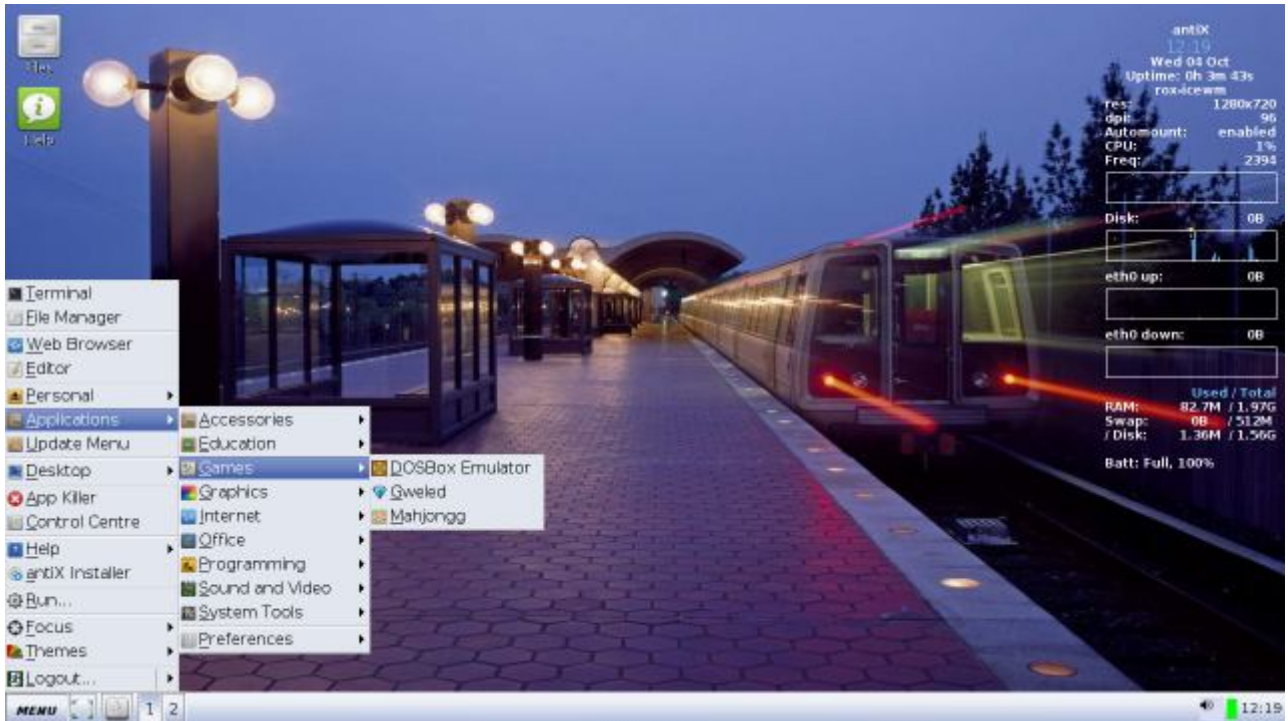 Files
Help
antiX
12:19
Wed 04 Oct
Uptime: 0h 3m 43s
rox-icewm
res: 1280x720
dpi: 96
Automount: enabled
CPU: 1%
Freq: 2394
Disk: 0B
eth0 up: 0B
eth0 down: 0B
Used / Total
RAM: 82.7M / 1.97G
Swap: 0B / 512M
/ Disk: 1.36M / 1.56G
Batt: Full, 100%
Terminal
File Manager
Web Browser
Editor
Personal
Applications
Update Menu
Desktop
App Killer
Control Centre
Help
antiX Installer
Run...
Focus
Themes
Logout...
Accessories
Education
Games
Graphics
Internet
Office
Programming
Sound and Video
System Tools
Preferences
DOSBox Emulator
Gweled
Mahjongg
MENU 1 2 12:19